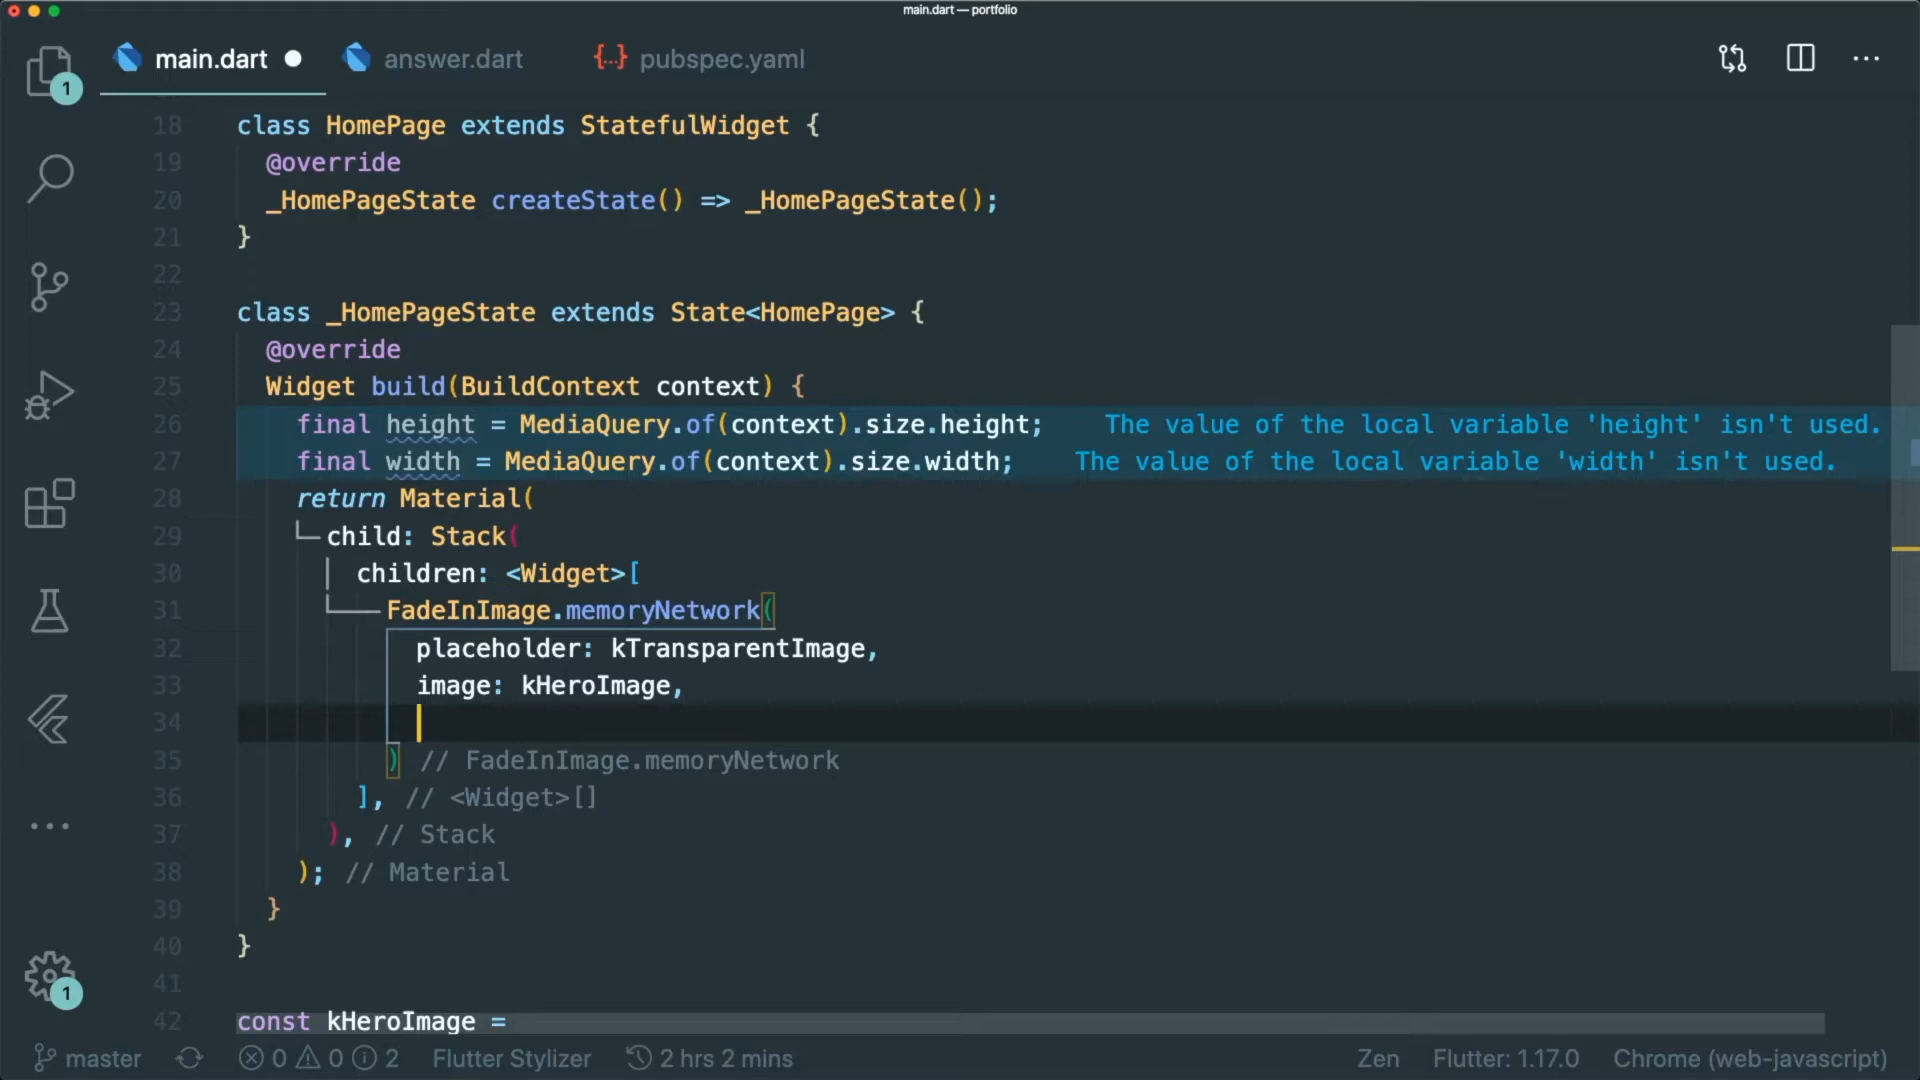 main.dart — portfolio
1
main.dart
answer.dart
{...} pubspec.yaml
18 class HomePage extends StatefulWidget {
19 @override
20 _HomePageState createState() => _HomePageState();
21 }
22
23 class _HomePageState extends State<HomePage> {
24 @override
25 Widget build(BuildContext context) {
26 final height = MediaQuery.of(context).size.height; The value of the local variable 'height' isn't used.
27 final width = MediaQuery.of(context).size.width; The value of the local variable 'width' isn't used.
28 return Material(
29 child: Stack(
30 children: <Widget>[
31 FadeInImage.memoryNetwork(
32 placeholder: kTransparentImage,
33 image: kHeroImage,
34
35 ) // FadeInImage.memoryNetwork
36 ], // <Widget>[]
37 ), // Stack
38 ); // Material
39 }
40 }
41
42 const kHeroImage =
1
master 0 0 2 Flutter Stylizer 2 hrs 2 mins Zen Flutter: 1.17.0 Chrome (web-javascript)